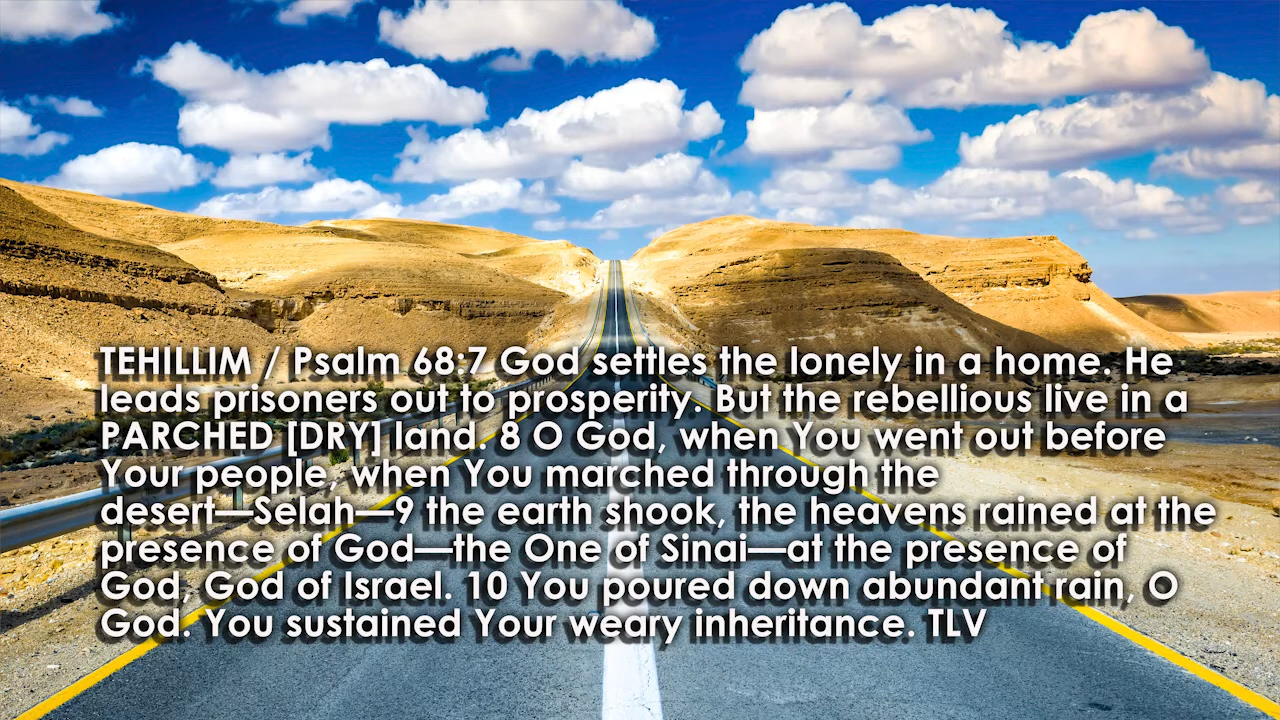 TEHILLIM / Psalm 68:7 God settles the lonely in a home. He
leads prisoners out to prosperity. But the rebellious live in a
PARCHED [DRY] land. 8 O God, when You went out before
Your people, when You marched through the
desert—Selah—9 the earth shook, the heavens rained at the
presence of God—the One of Sinai—at the presence of
God, God of Israel. 10 You poured down abundant rain, O
God. You sustained Your weary inheritance. TLV